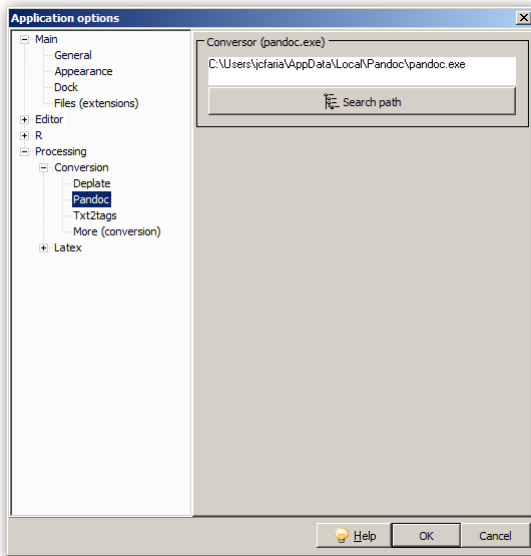 Application options
Main
General
Appearance
Dock
Files (extensions)
Editor
R
Processing
Conversion
Deplate
Pandoc
Txt2tags
More (conversion)
Latex
Conversor (pandoc.exe)
C:\Users\jcfaria\AppData\Local\Pandoc\pandoc.exe
Search path
Help
OK
Cancel